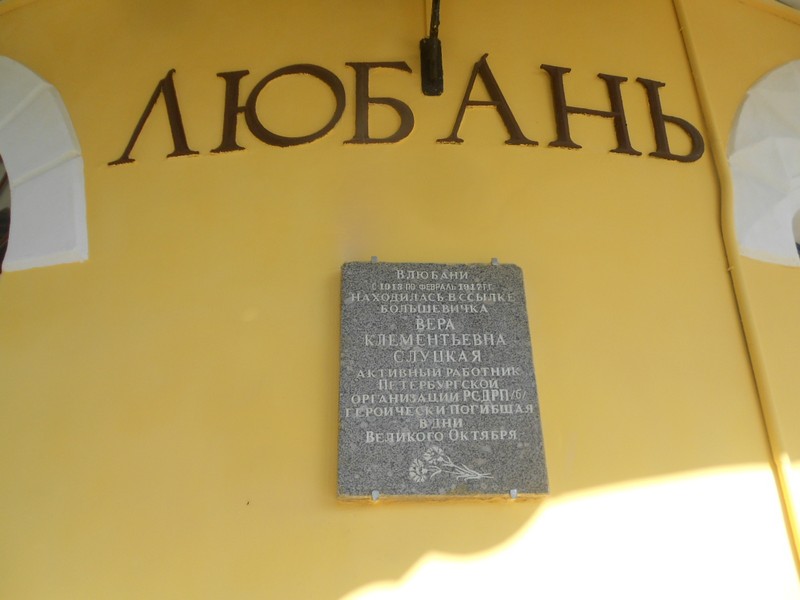 ЛЮБАНЬ
В ЛЮБАНИ
С 1913 ПО ФЕВРАЛЬ 1917 ГГ.
НАХОДИЛАСЬ В ССЫЛКЕ
БОЛЬШЕВИЧКА
ВЕРА
КЛЕМЕНТЬЕВНА
СЛУЦКАЯ
АКТИВНЫЙ РАБОТНИК
ПЕТЕРБУРГСКОЙ
ОРГАНИЗАЦИИ РСДРП/б/
ГЕРОИЧЕСКИ ПОГИБШАЯ
В ДНИ
ВЕЛИКОГО ОКТЯБРЯ